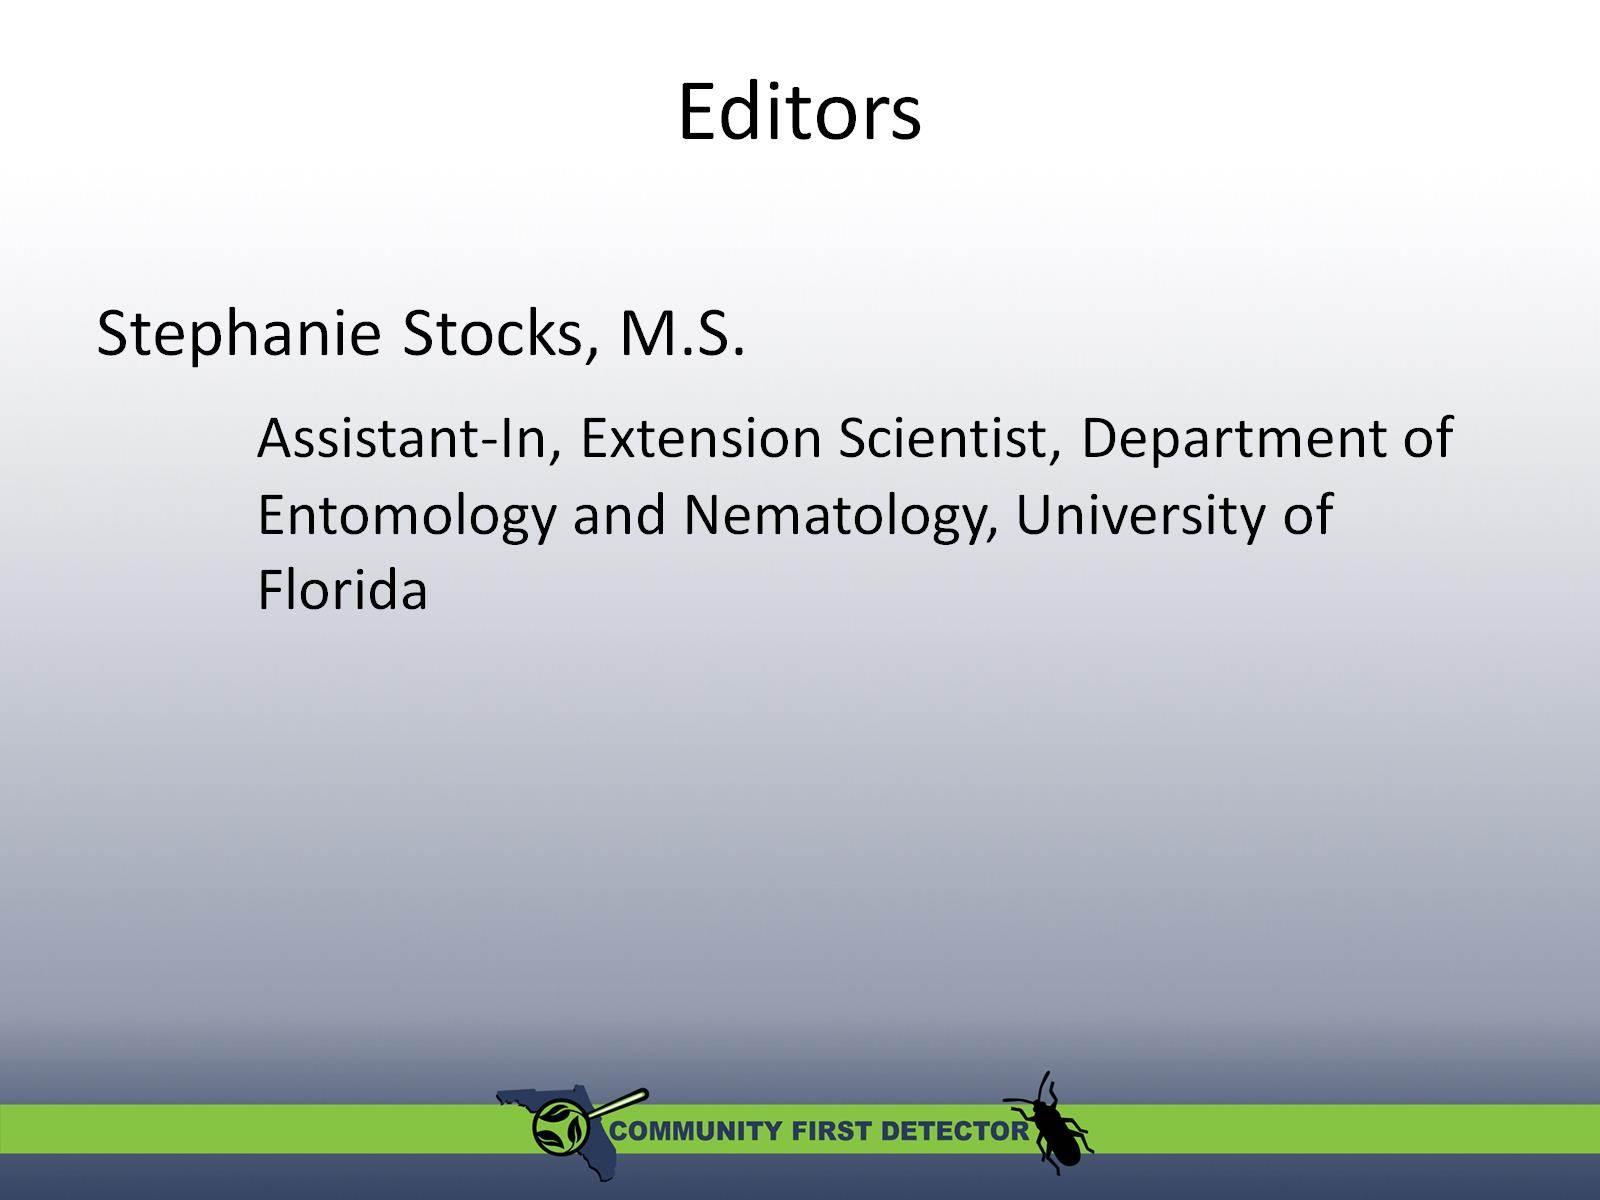 Editors
Stephanie Stocks, M.S.
Assistant-In, Extension Scientist, Department of
Entomology and Nematology, University of
Florida
COMMUNITY FIRST DETECTOR